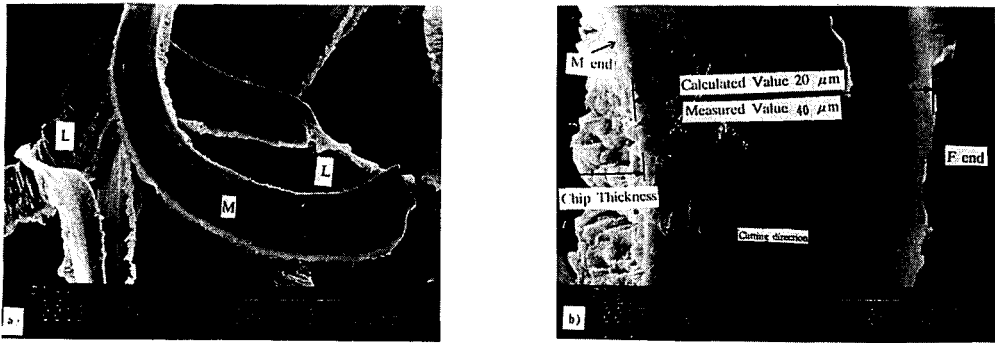 L
L
M
a)
M end
Calculated Value 20 μm
Measured Value 40 μm
F end
Chip Thickness
Cutting direction
b)